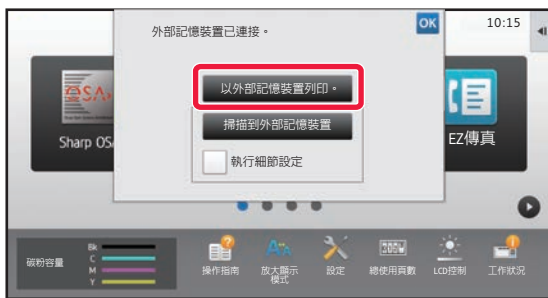 外部記憶裝置已連接。
OK
10:15
以外部記憶裝置列印。
掃描到外部記憶裝置
執行細節設定
Sharp OSA
EZ傳真
碳粉容量
Bk
C
M
Y
操作指南
放大顯示
模式
設定
總使用頁數
LCD控制
工作狀況